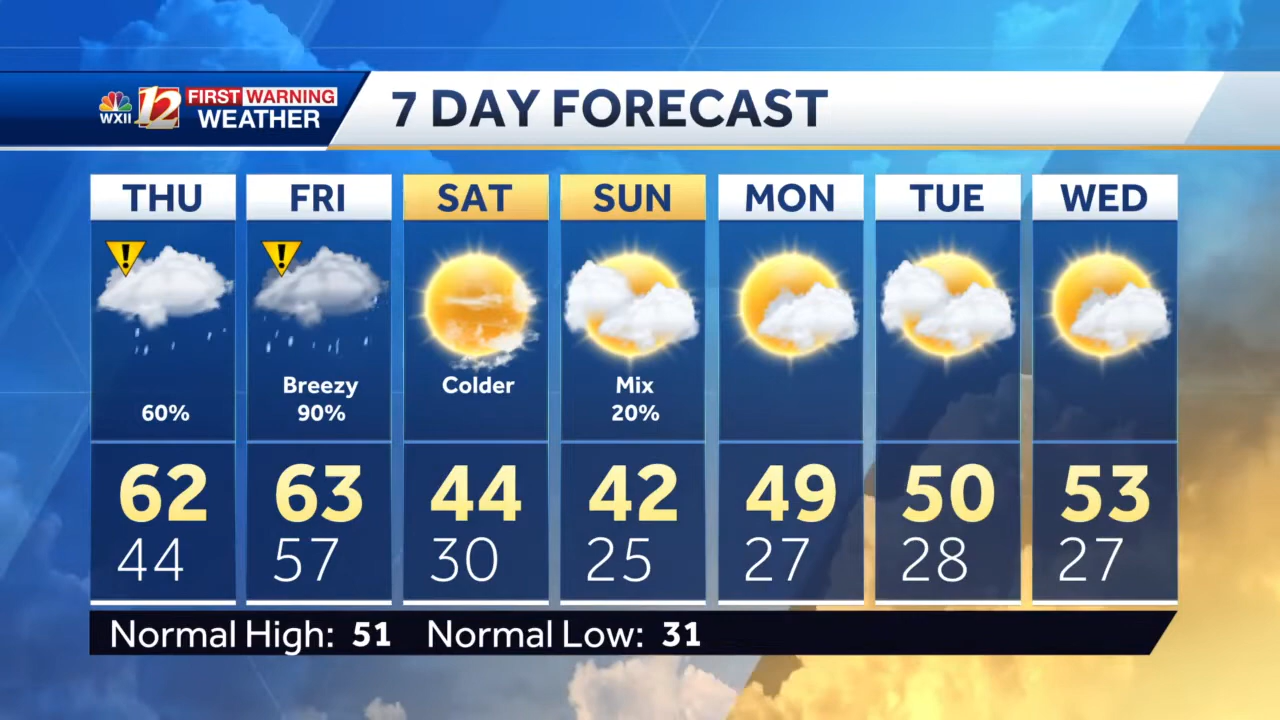 WXII 12 FIRST WARNING
WEATHER
7 DAY FORECAST
THU FRI SAT SUN MON TUE WED
! !
Breezy Colder Mix
60% 90% 20%
62 63 44 42 49 50 53
44 57 30 25 27 28 27
Normal High: 51 Normal Low: 31